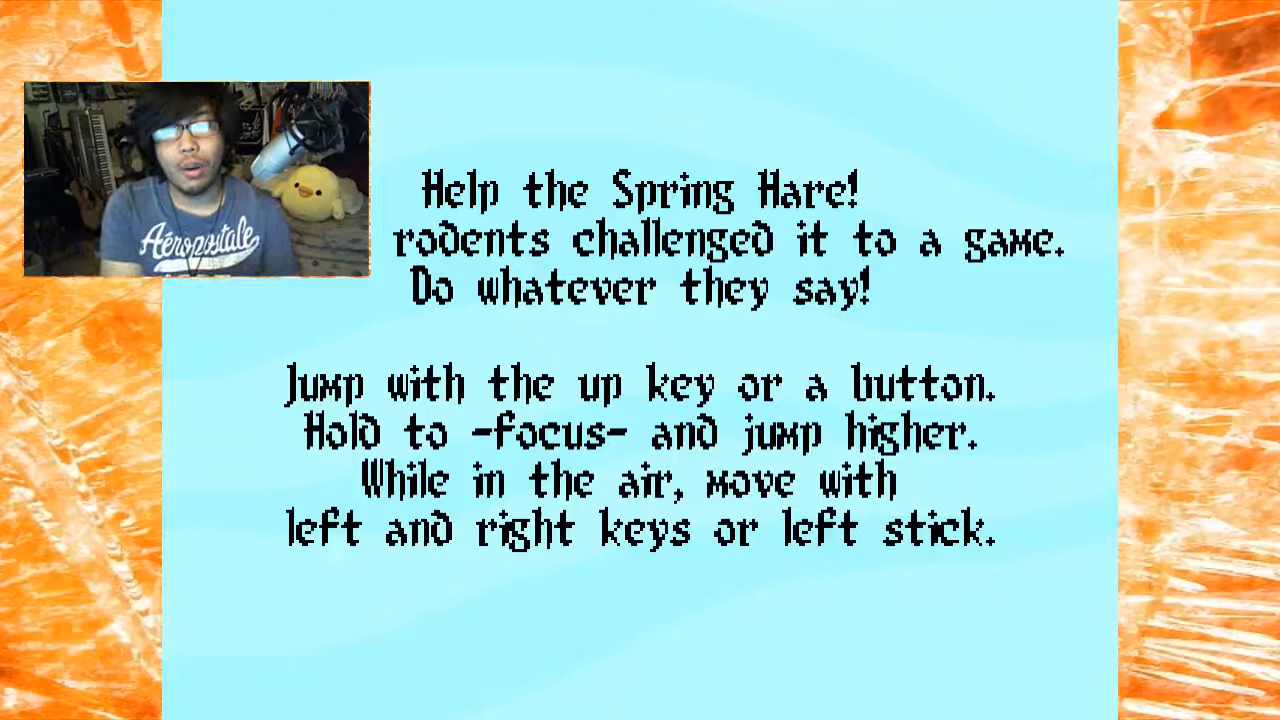 Help the Spring Hare!
rodents challenged it to a game.
Do whatever they say!
Jump with the up key or a button.
Hold to -focus- and jump higher.
While in the air, move with
left and right keys or left stick.
Aéropostale